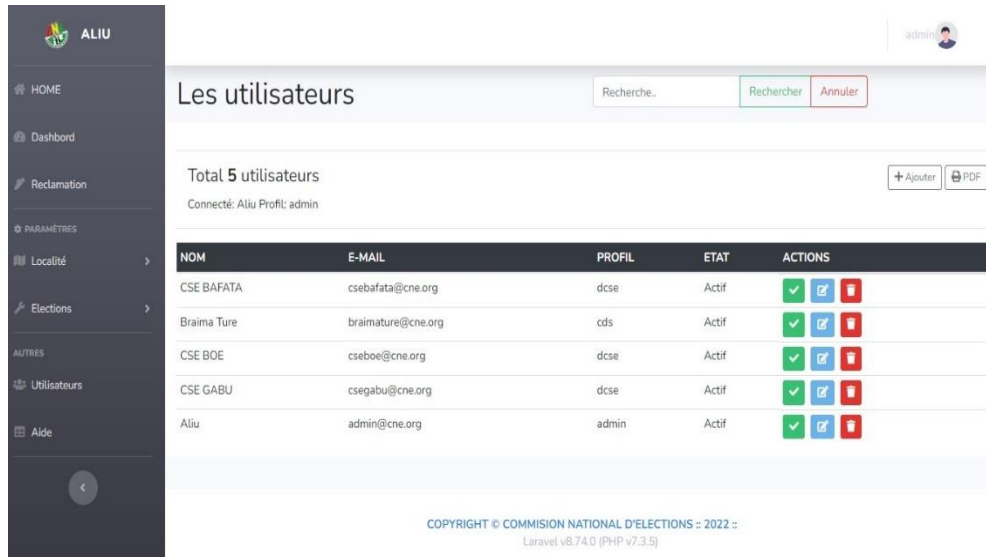 ALIU
admin
HOME
Dashbord
Reclamation
PARAMÈTRES
Localité
Elections
AUTRES
Utilisateurs
Aide
Les utilisateurs
Recherche..
Rechercher
Annuler
Total 5 utilisateurs
Connecté: Aliu Profil: admin
Ajouter
PDF
NOM E-MAIL PROFIL ETAT ACTIONS
CSE BAFATA csebafata@cne.org dcse Actif
Braima Ture braimature@cne.org cds Actif
CSE BOE cseboe@cne.org dcse Actif
CSE GABU csegabu@cne.org dcse Actif
Aliu admin@cne.org admin Actif
COPYRIGHT © COMMISION NATIONAL D'ELECTIONS :: 2022 ::
Laravel v8.74.0 (PHP v7.3.5)